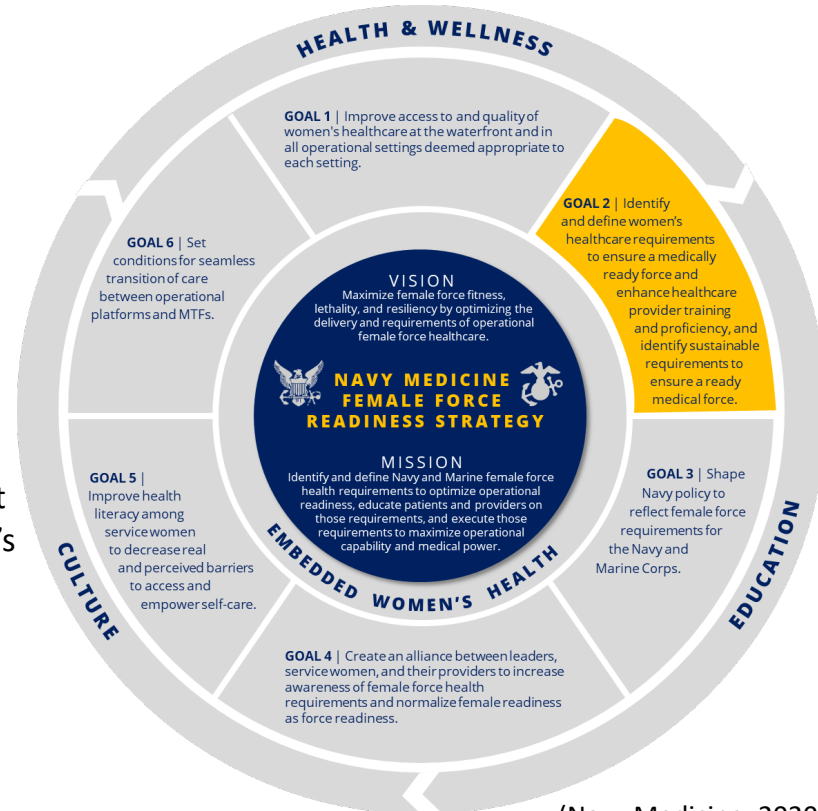 HEALTH & WELLNESS
GOAL 1 | Improve access to and quality of
women's healthcare at the waterfront and in
all operational settings deemed appropriate to
each setting.
GOAL 2 | Identify
and define women's
healthcare requirements
to ensure a medically
ready force and
enhance healthcare
provider training
and proficiency, and
identify sustainable
requirements to
ensure a ready
medical force.
GOAL 6 | Set
conditions for seamless
transition of care
between operational
platforms and MTFs.
VISION
Maximize female force fitness,
lethality, and resiliency by optimizing the
delivery and requirements of operational
female force healthcare.
NAVY MEDICINE
FEMALE FORCE
READINESS STRATEGY
MISSION
Identify and define Navy and Marine female force
health requirements to optimize operational
readiness, educate patients and providers on
those requirements, and execute those
requirements to maximize operational
capability and medical power.
EMBEDDED WOMEN'S HEALTH
GOAL 3 | Shape
Navy policy to
reflect female force
requirements for
the Navy and
Marine Corps.
EDUCATION
GOAL 4 | Create an alliance between leaders,
service women, and their providers to increase
awareness of female force health
requirements and normalize female readiness
as force readiness.
GOAL 5 |
Improve health
literacy among
service women
to decrease real
and perceived barriers
to access and
empower self-care.
CULTURE
t
's